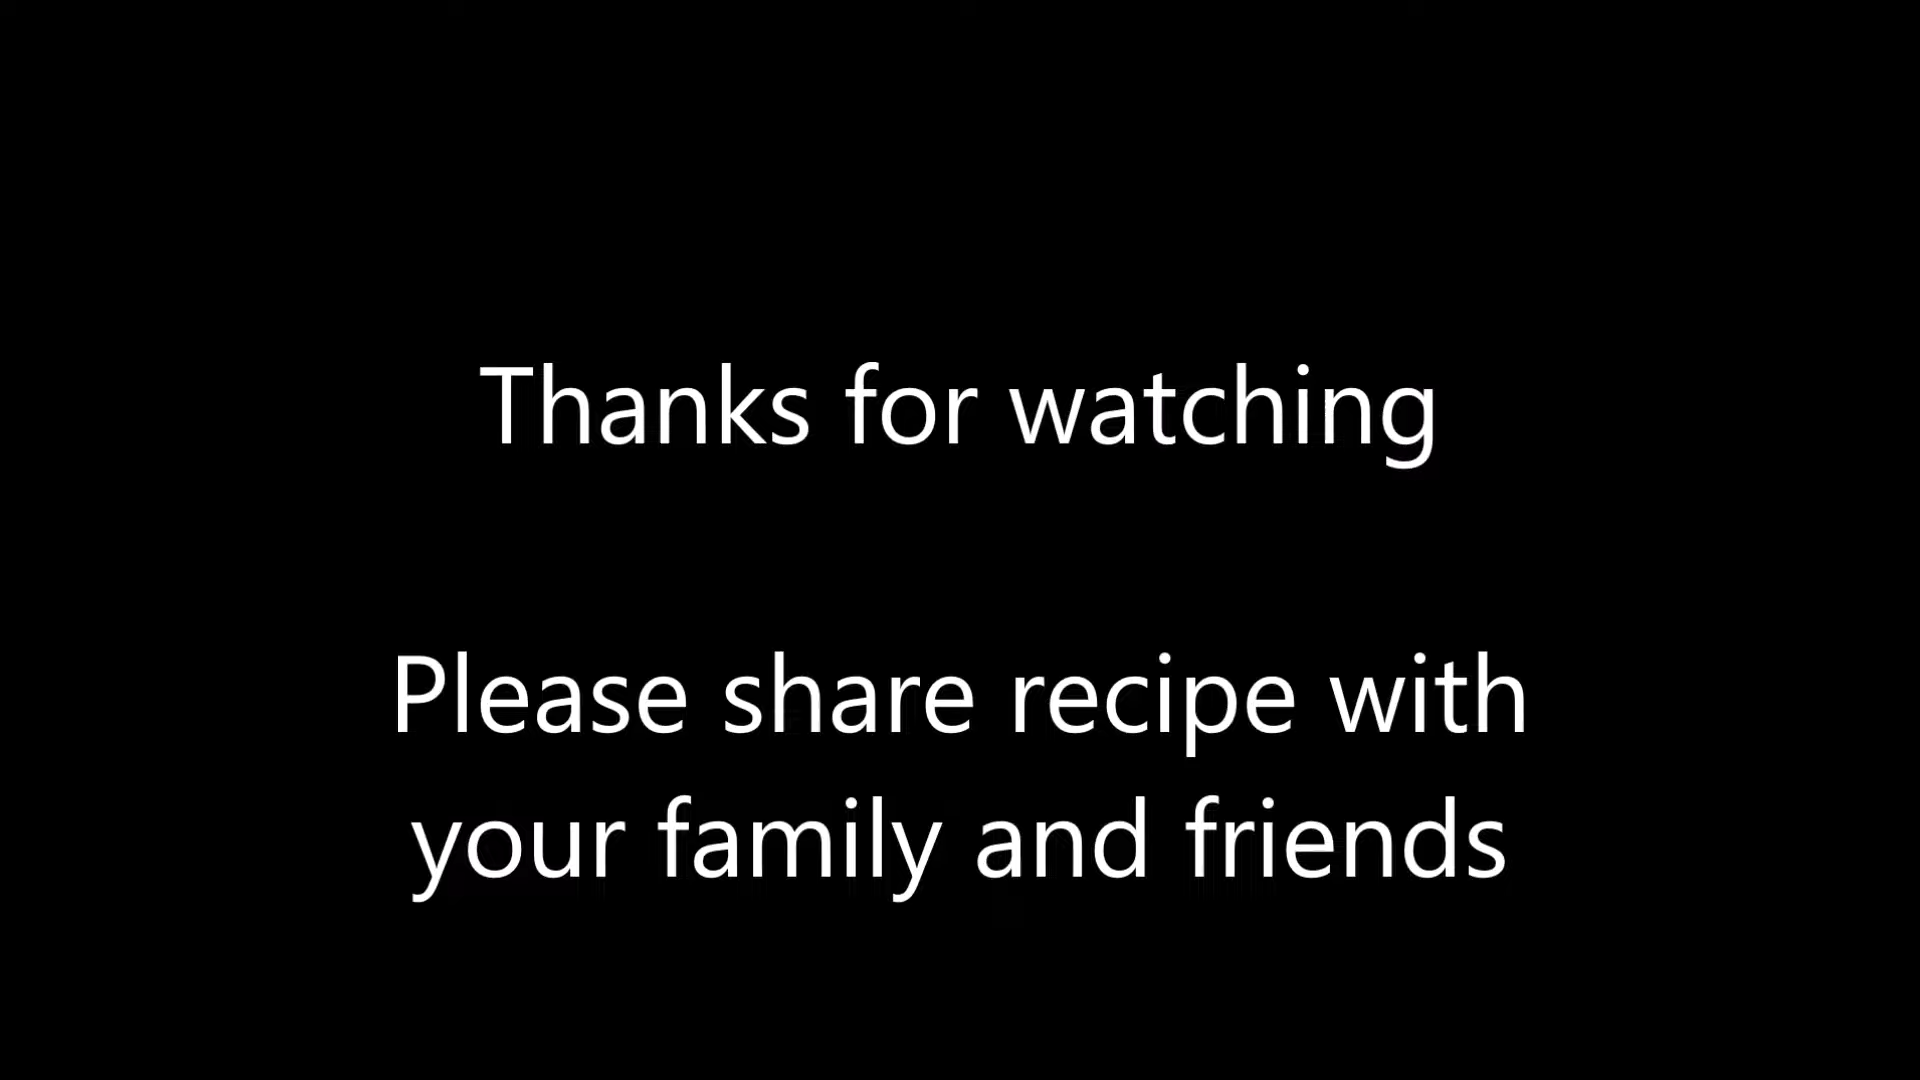 Thanks for watching
Please share recipe with
your family and friends